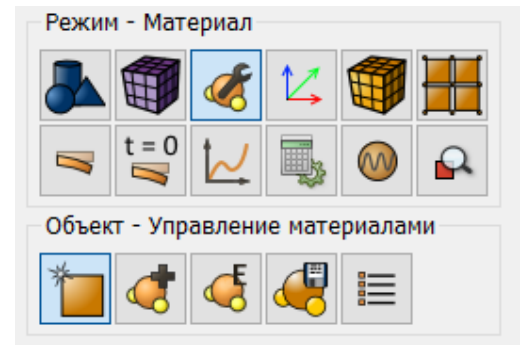 Режим - Материал
t = 0
Объект - Управление материалами
E